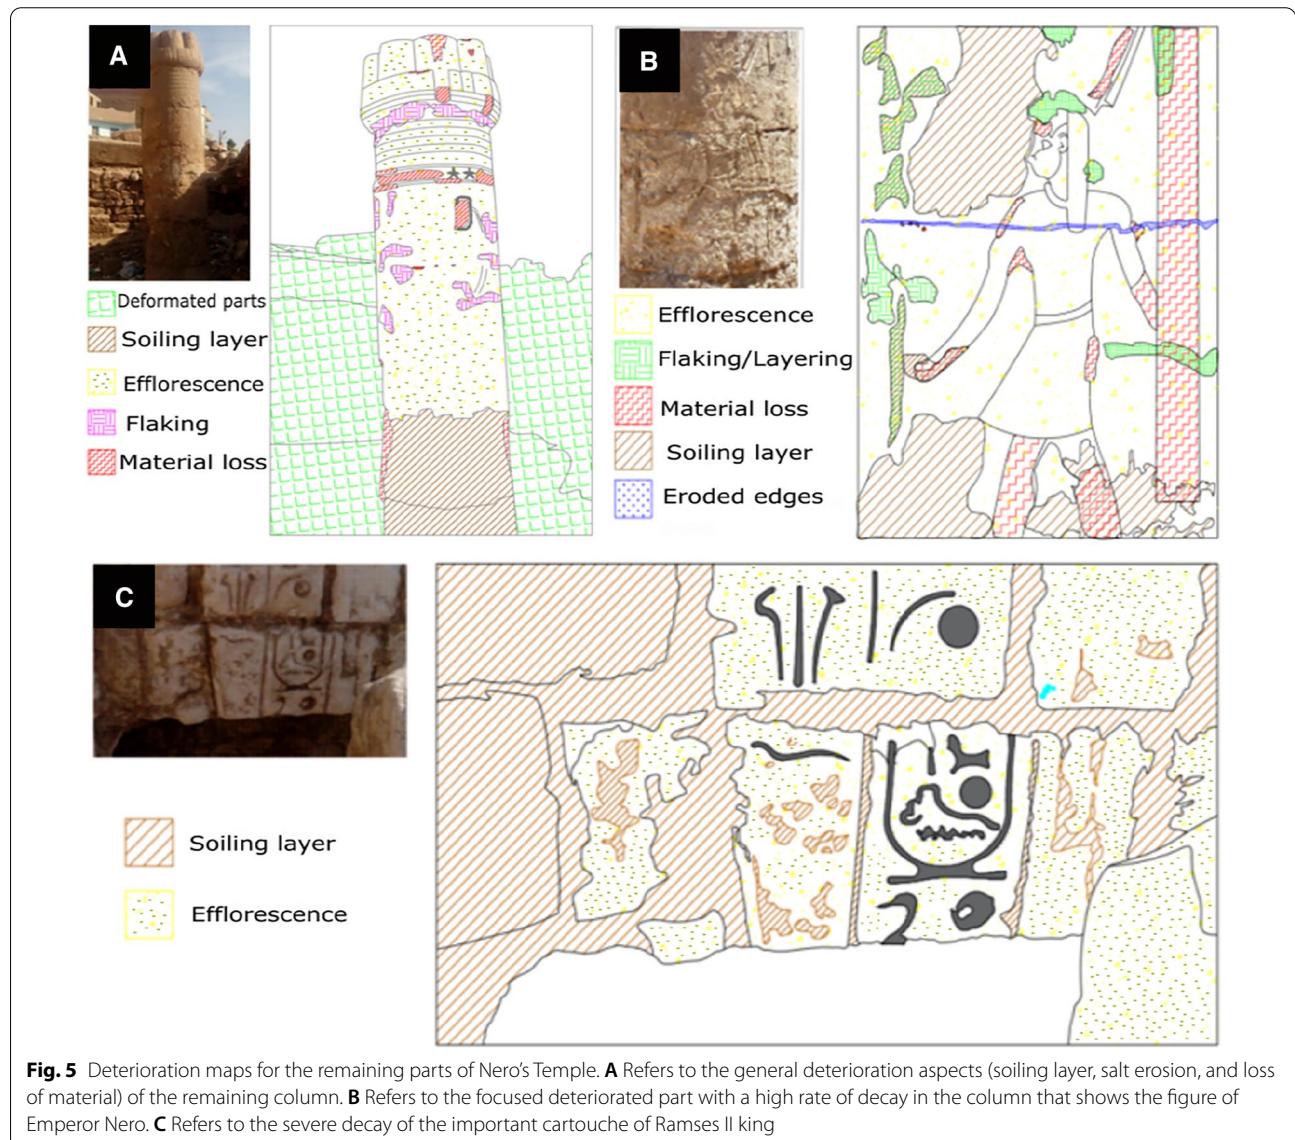 A
Deformated parts
Soiling layer
Efflorescence
Flaking
Material loss
B
Efflorescence
Flaking/Layering
Material loss
Soiling layer
Eroded edges
C
Soiling layer
Efflorescence
Fig. 5 Deterioration maps for the remaining parts of Nero's Temple. A Refers to the general deterioration aspects (soiling layer, salt erosion, and loss
of material) of the remaining column. B Refers to the focused deteriorated part with a high rate of decay in the column that shows the figure of
Emperor Nero. C Refers to the severe decay of the important cartouche of Ramses II king